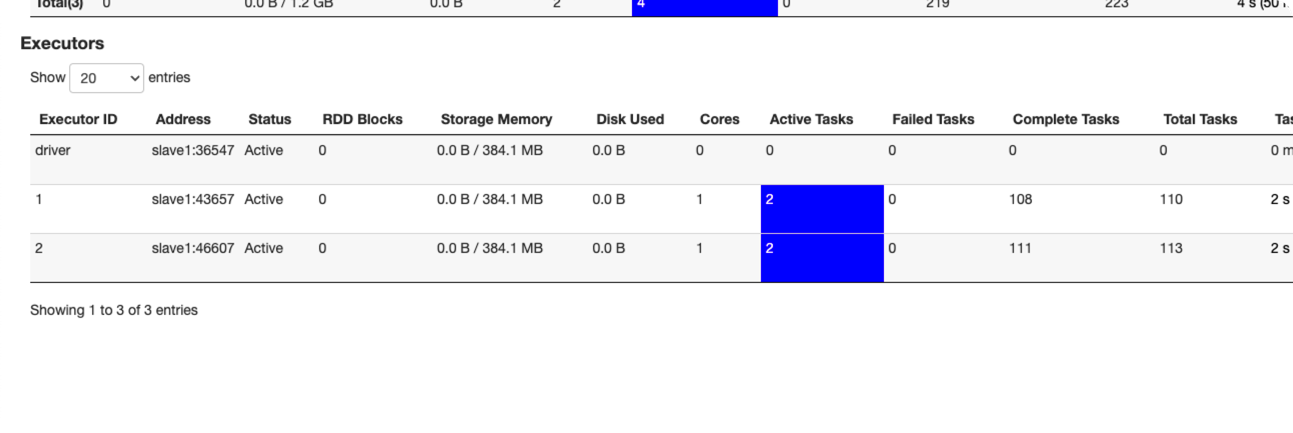 Total(3) 0 0.0 B / 1.2 GB 0.0 B 2 4 0 219 223 4 s (50
Executors
Show 20 entries
Executor ID Address Status RDD Blocks Storage Memory Disk Used Cores Active Tasks Failed Tasks Complete Tasks Total Tasks Tas
driver slave1:36547 Active 0 0.0 B / 384.1 MB 0.0 B 0 0 0 0 0 0 m
1 slave1:43657 Active 0 0.0 B / 384.1 MB 0.0 B 1 2 0 108 110 2 s
2 slave1:46607 Active 0 0.0 B / 384.1 MB 0.0 B 1 2 0 111 113 2 s
Showing 1 to 3 of 3 entries